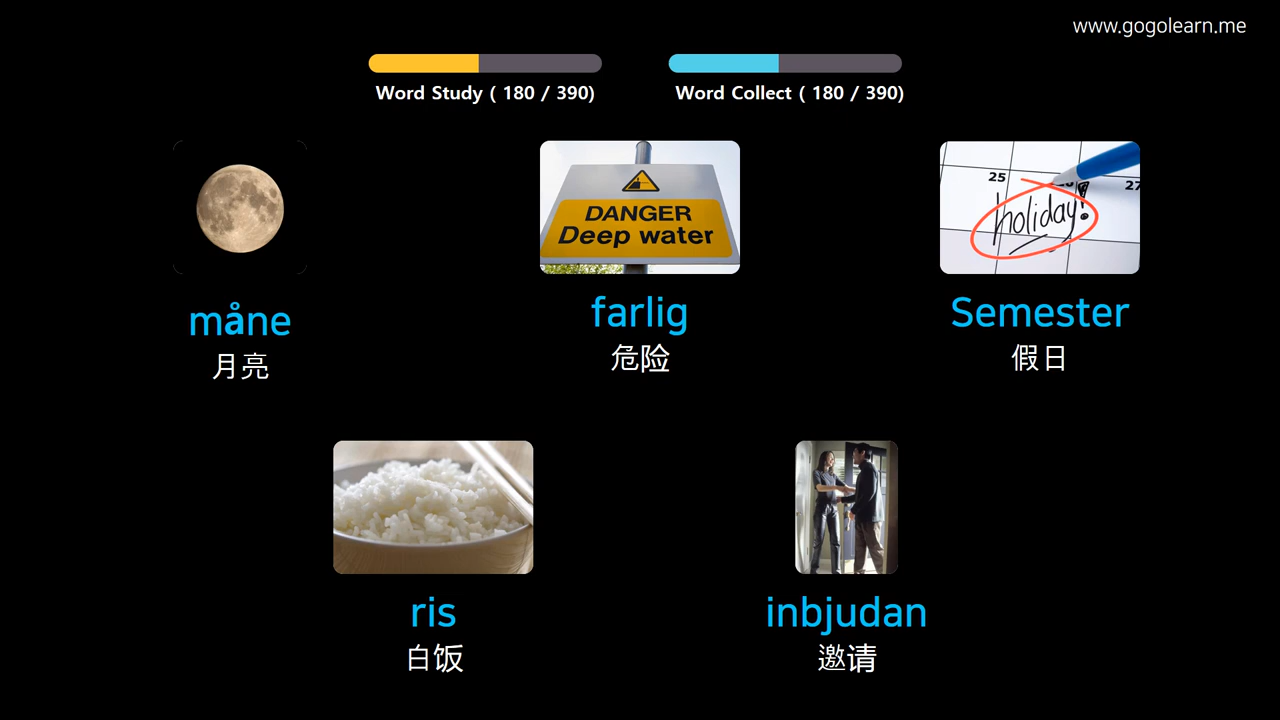 www.gogolearn.me
Word Study ( 180 / 390)
Word Collect ( 180 / 390)
DANGER
Deep water
25
27
holiday!
måne
月亮
farlig
危险
Semester
假日
ris
白饭
inbjudan
邀请